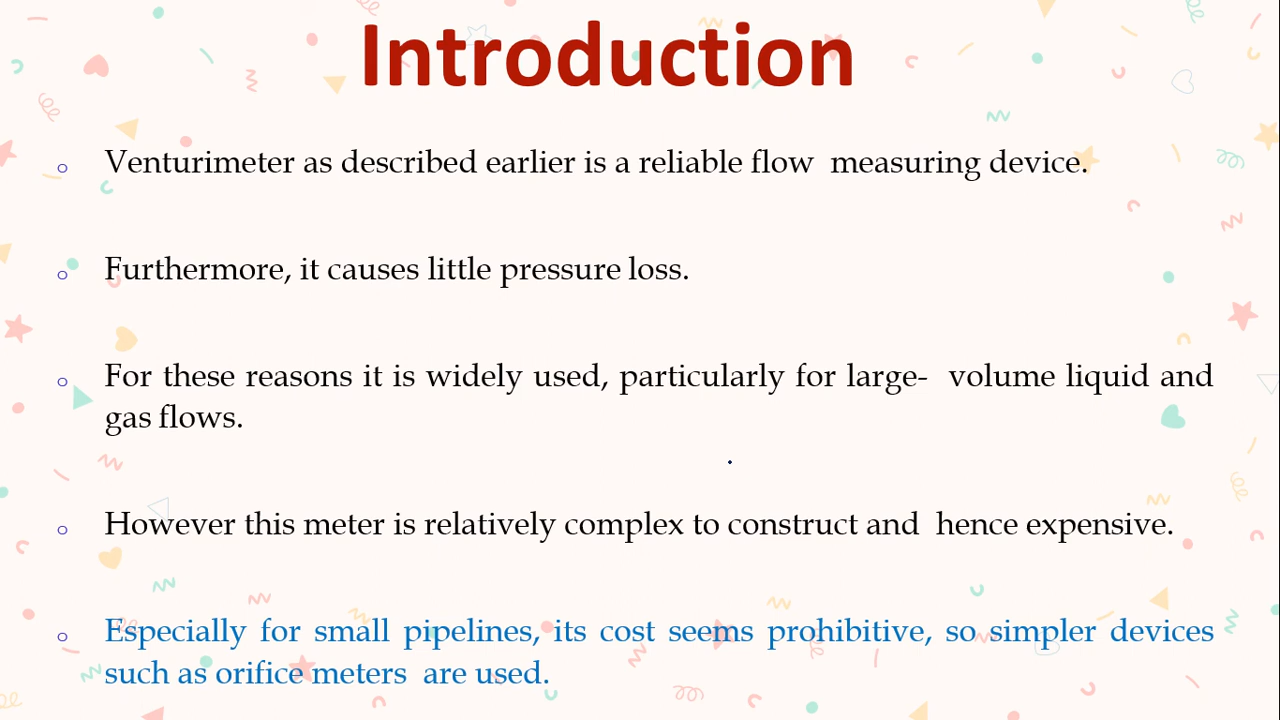 Introduction
Venturimeter as described earlier is a reliable flow  measuring device.
Furthermore, it causes little pressure loss.
For these reasons it is widely used, particularly for large-  volume liquid and
gas flows.
However this meter is relatively complex to construct and  hence expensive.
Especially for small pipelines, its cost seems prohibitive, so simpler devices
such as orifice meters  are used.